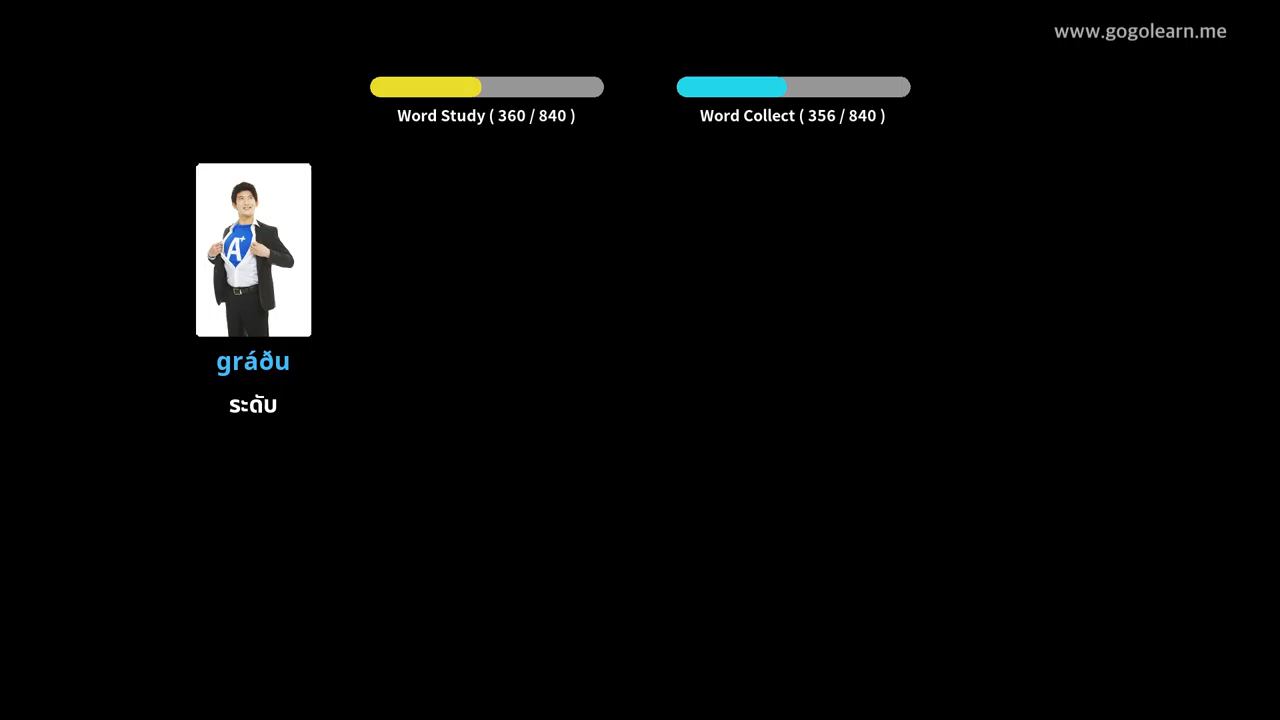 www.gogolearn.me
Word Study ( 360 / 840 )
Word Collect ( 356 / 840 )
A+
gráðu
ระดับ